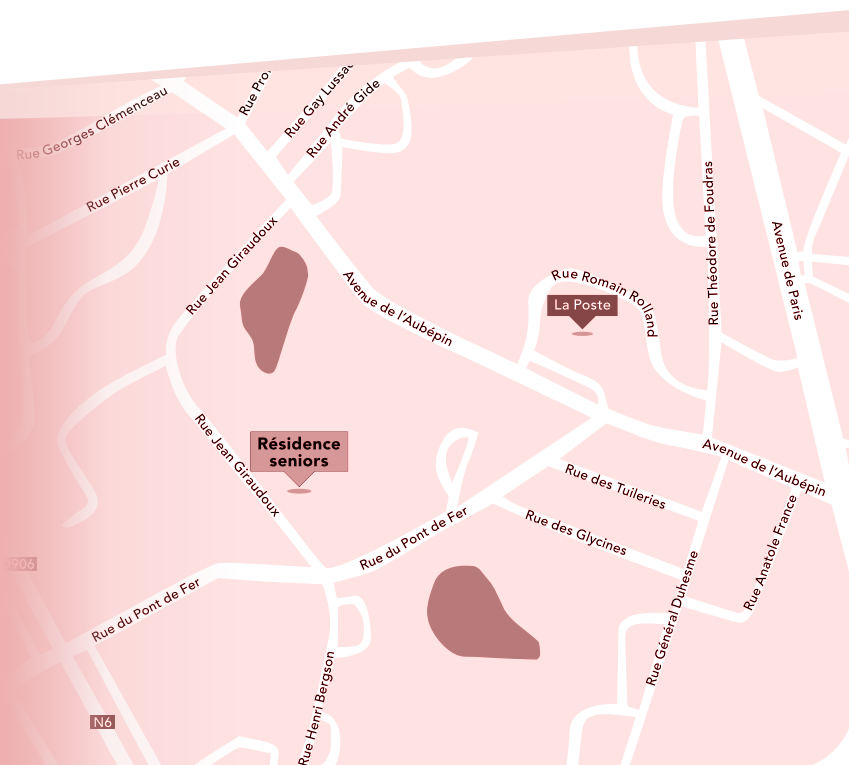 Rue Georges Clémenceau
Rue Gay Lussac
Rue André Gide
Rue Pierre Curie
Rue Jean Giraudoux
Rue Théodore de Foudras
Avenue de Paris
Avenue de l'Aubépin
Rue Romain Rolland
La Poste
Rue Jean Giraudoux
Résidence
seniors
Avenue de l'Aubépin
Rue des Tuileries
Rue des Glycines
Rue du Pont de Fer
Rue Anatole France
Rue Général Duhesme
Rue du Pont de Fer
Rue Henri Bergson
N6